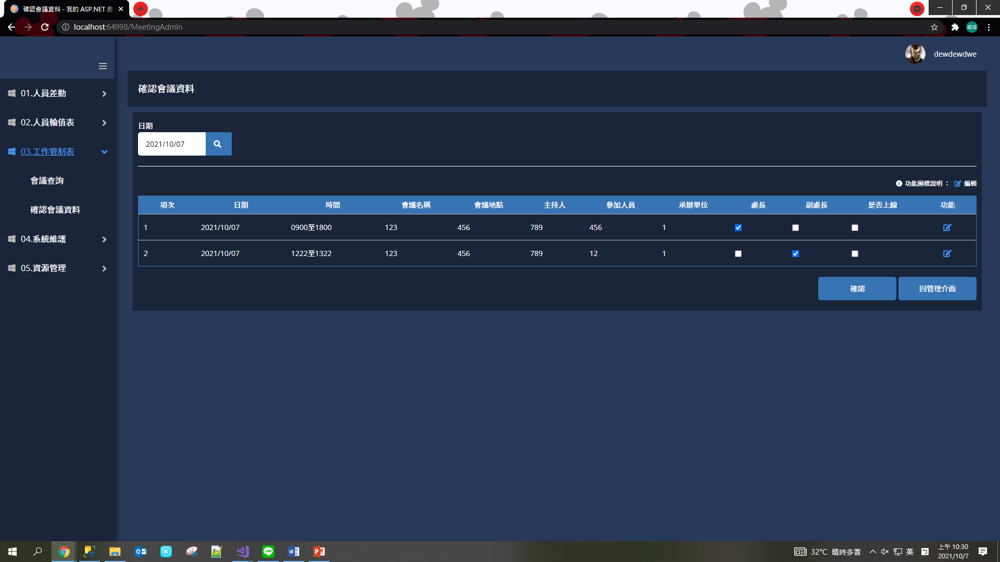 確認會議資料 - 我的 ASP.NET 應
localhost:64998/MeetingAdmin
威成
dewdewdwe
01.人員差勤
02.人員輪值表
03.工作管制表
會議查詢
確認會議資料
04.系統維護
05.資源管理
確認會議資料
日期
2021/10/07
功能圖標說明 : 編輯
項次 日期 時間 會議名稱 會議地點 主持人 參加人員 承辦單位 處長 副處長 是否上線 功能
1 2021/10/07 0900至1800 123 456 789 456 1
2 2021/10/07 1222至1322 123 456 789 12 1
確認 回管理介面
32°C 晴時多雲 英
上午 10:30
2021/10/7